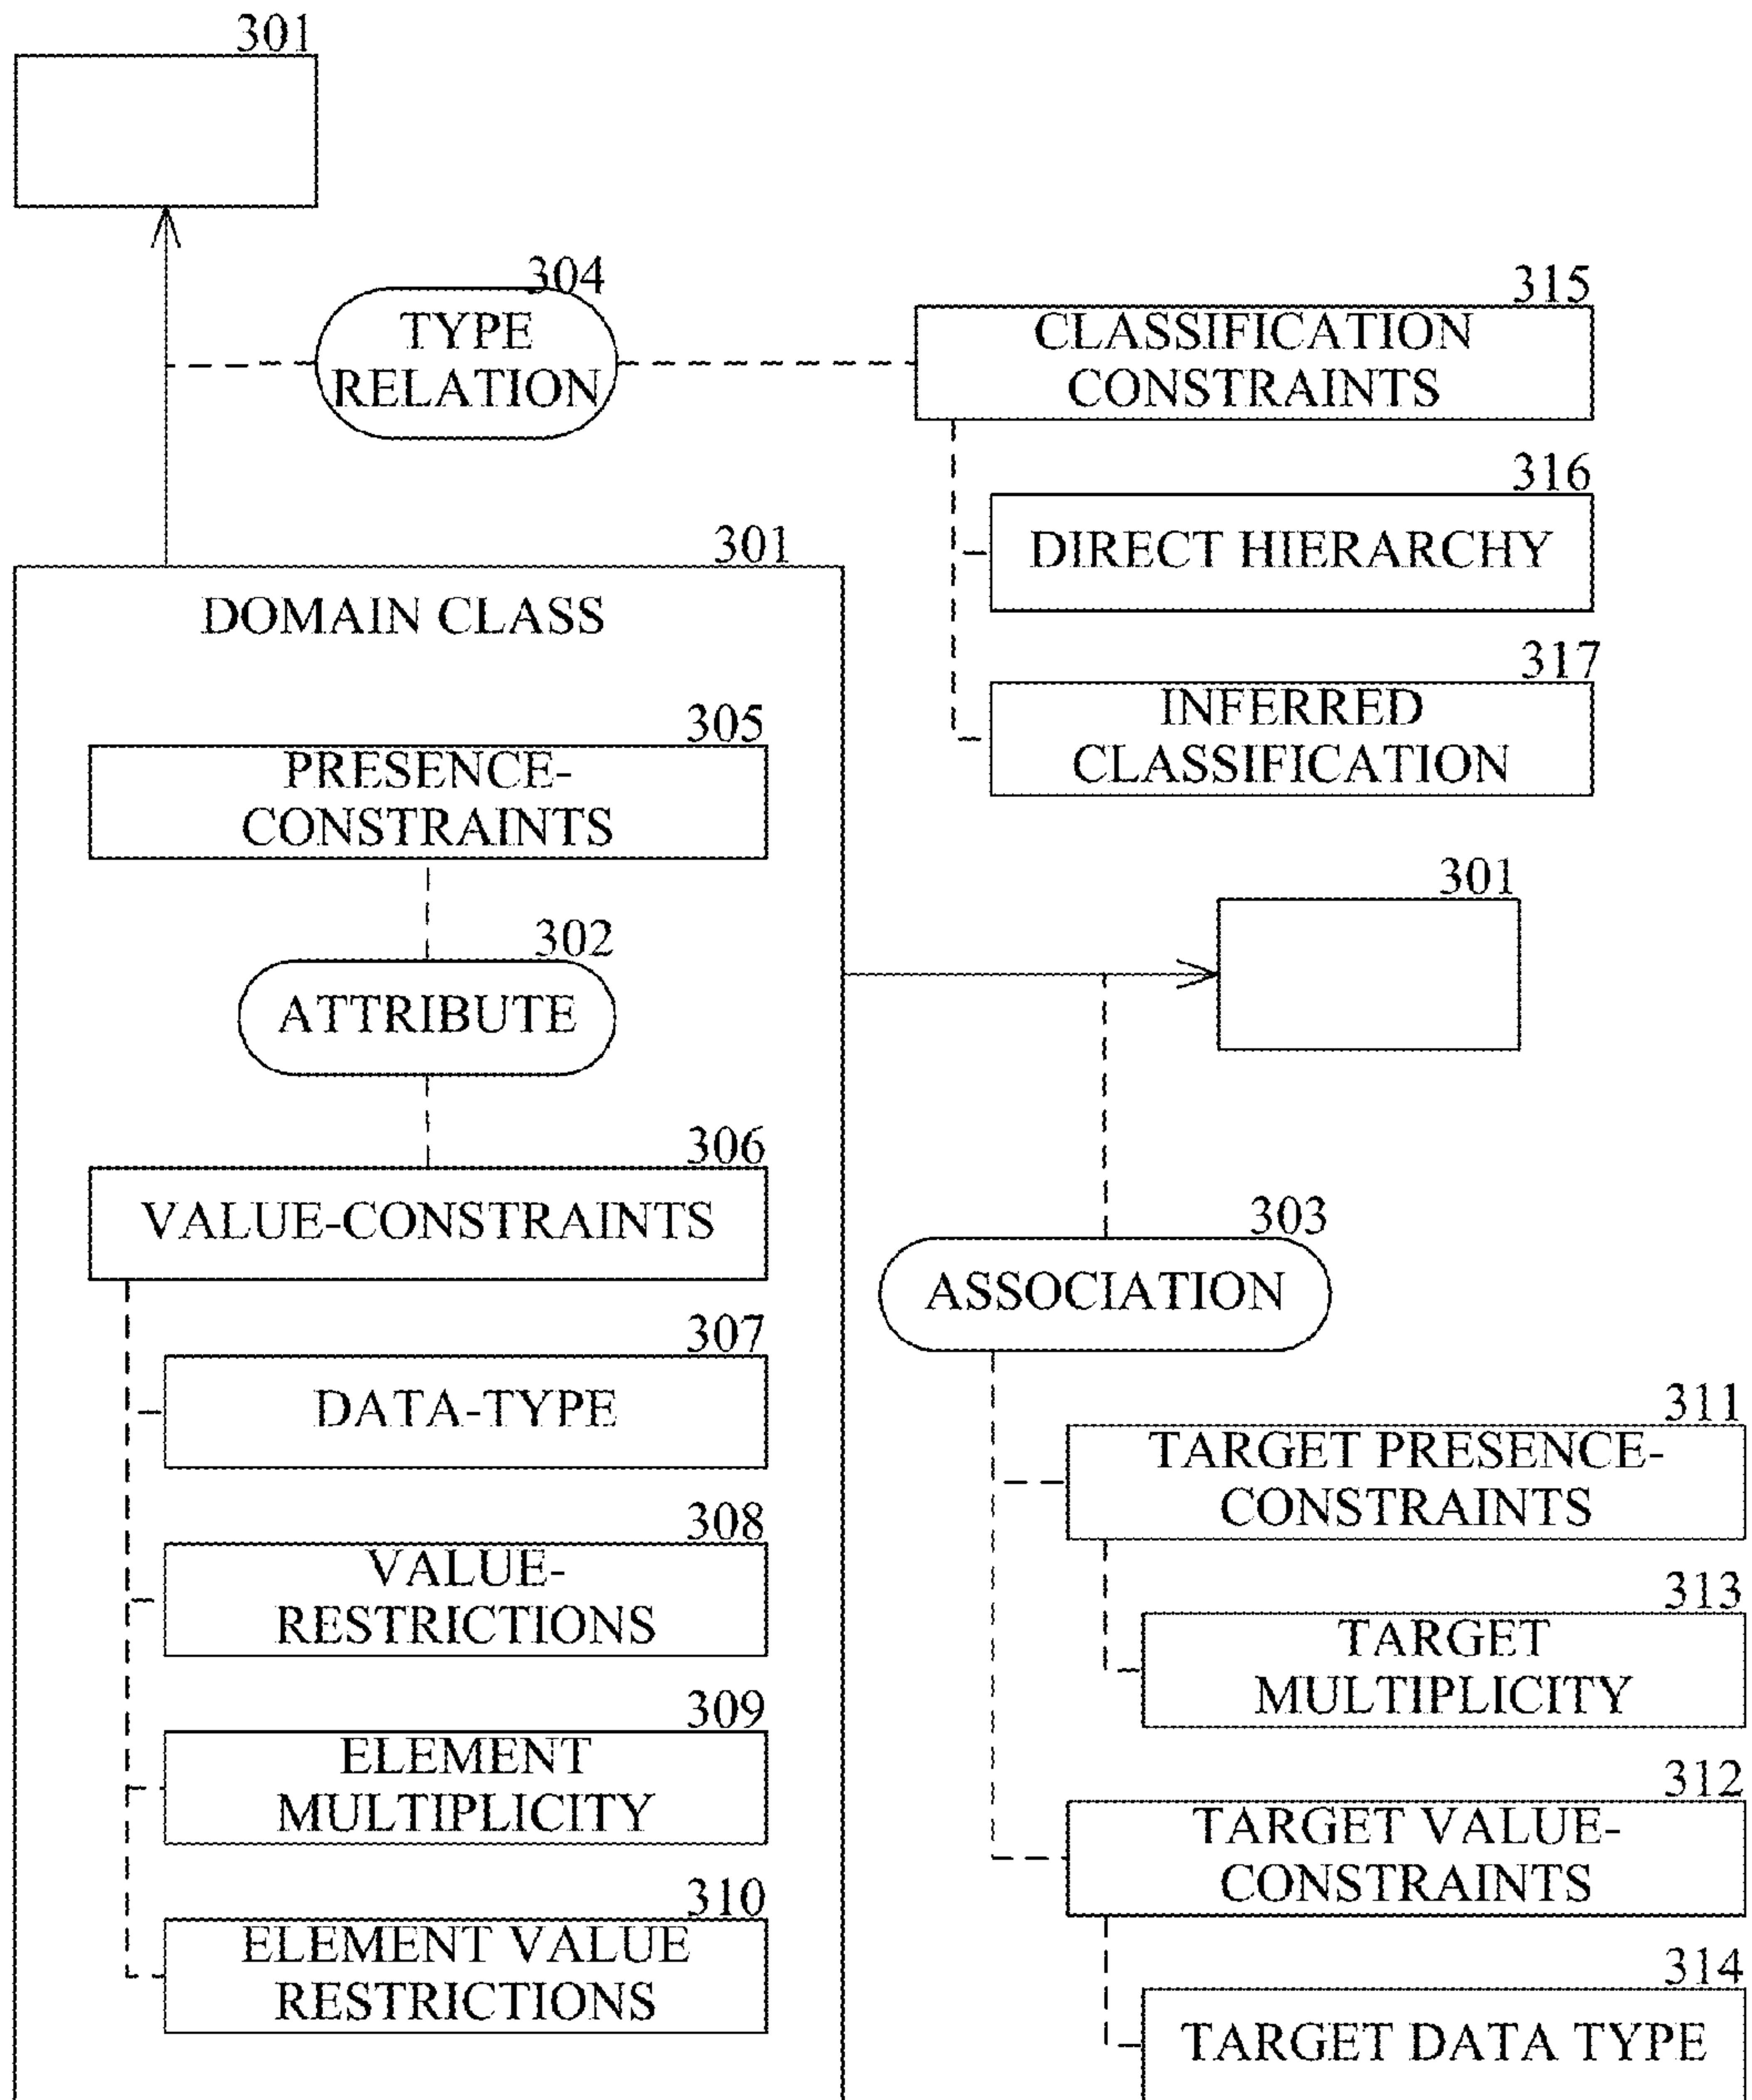 301
304
TYPE
RELATION
315
CLASSIFICATION
CONSTRAINTS
316
DIRECT HIERARCHY
317
INFERRED
CLASSIFICATION
301
DOMAIN CLASS
305
PRESENCE-
CONSTRAINTS
302
ATTRIBUTE
306
VALUE-CONSTRAINTS
307
DATA-TYPE
308
VALUE-
RESTRICTIONS
309
ELEMENT
MULTIPLICITY
310
ELEMENT VALUE
RESTRICTIONS
301
303
ASSOCIATION
311
TARGET PRESENCE-
CONSTRAINTS
313
TARGET
MULTIPLICITY
312
TARGET VALUE-
CONSTRAINTS
314
TARGET DATA TYPE